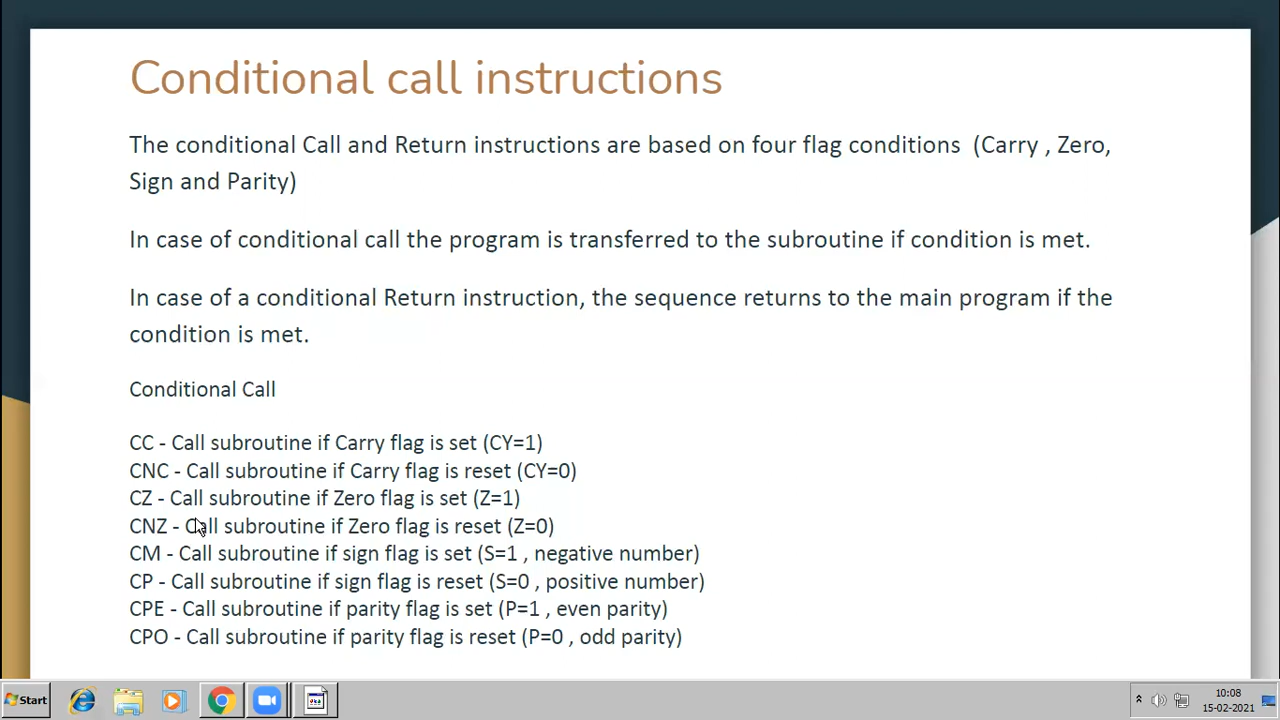 Conditional call instructions
The conditional Call and Return instructions are based on four flag conditions  (Carry , Zero,
Sign and Parity)
In case of conditional call the program is transferred to the subroutine if condition is met.
In case of a conditional Return instruction, the sequence returns to the main program if the
condition is met.
Conditional Call
CC - Call subroutine if Carry flag is set (CY=1)
CNC - Call subroutine if Carry flag is reset (CY=0)
CZ - Call subroutine if Zero flag is set (Z=1)
CNZ - Call subroutine if Zero flag is reset (Z=0)
CM - Call subroutine if sign flag is set (S=1 , negative number)
CP - Call subroutine if sign flag is reset (S=0 , positive number)
CPE - Call subroutine if parity flag is set (P=1 , even parity)
CPO - Call subroutine if parity flag is reset (P=0 , odd parity)
Start
10:08
15-02-2021